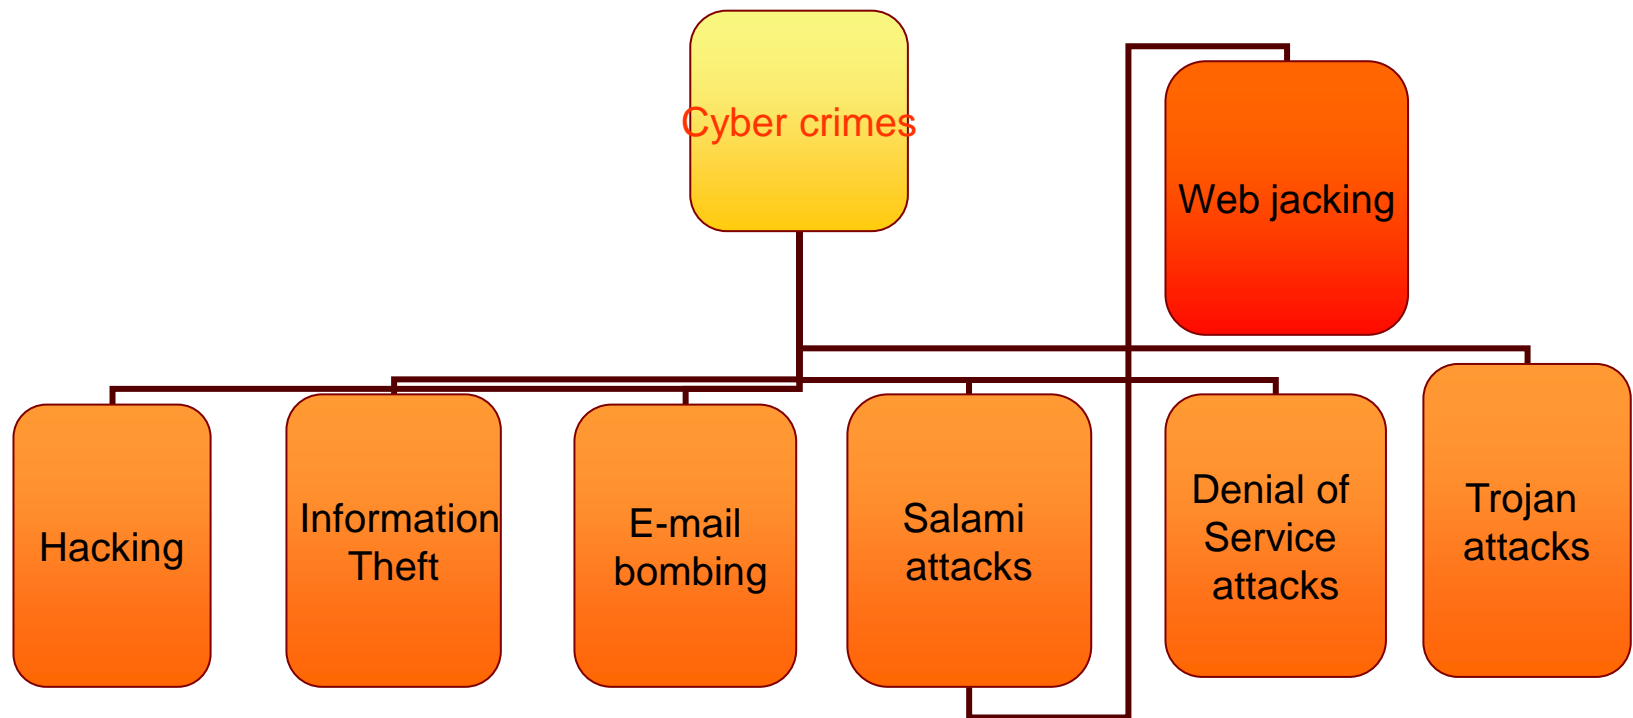 Cyber crimes
Web jacking
Hacking
Information
Theft
E-mail
bombing
Salami
attacks
Denial of
Service
attacks
Trojan
attacks